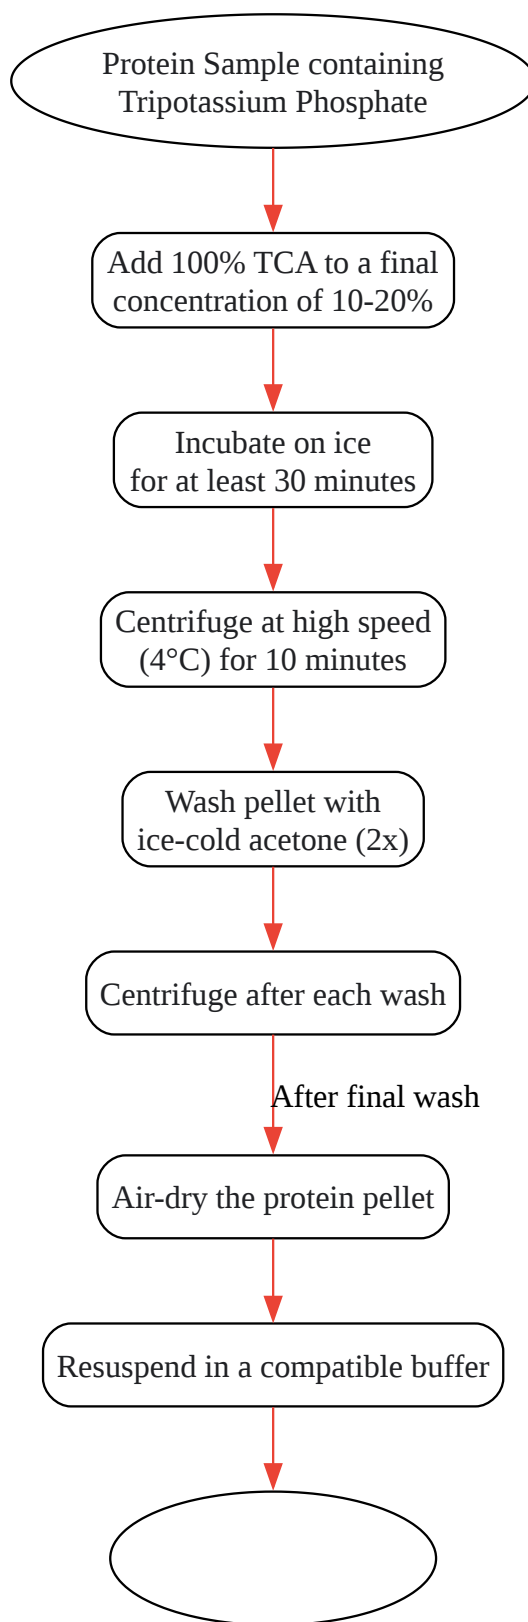 Protein Sample containing
Tripotassium Phosphate
Add 100% TCA to a final
concentration of 10-20%
Incubate on ice
for at least 30 minutes
Centrifuge at high speed
(4°C) for 10 minutes
Wash pellet with
ice-cold acetone (2x)
Centrifuge after each wash
After final wash
Air-dry the protein pellet
Resuspend in a compatible buffer